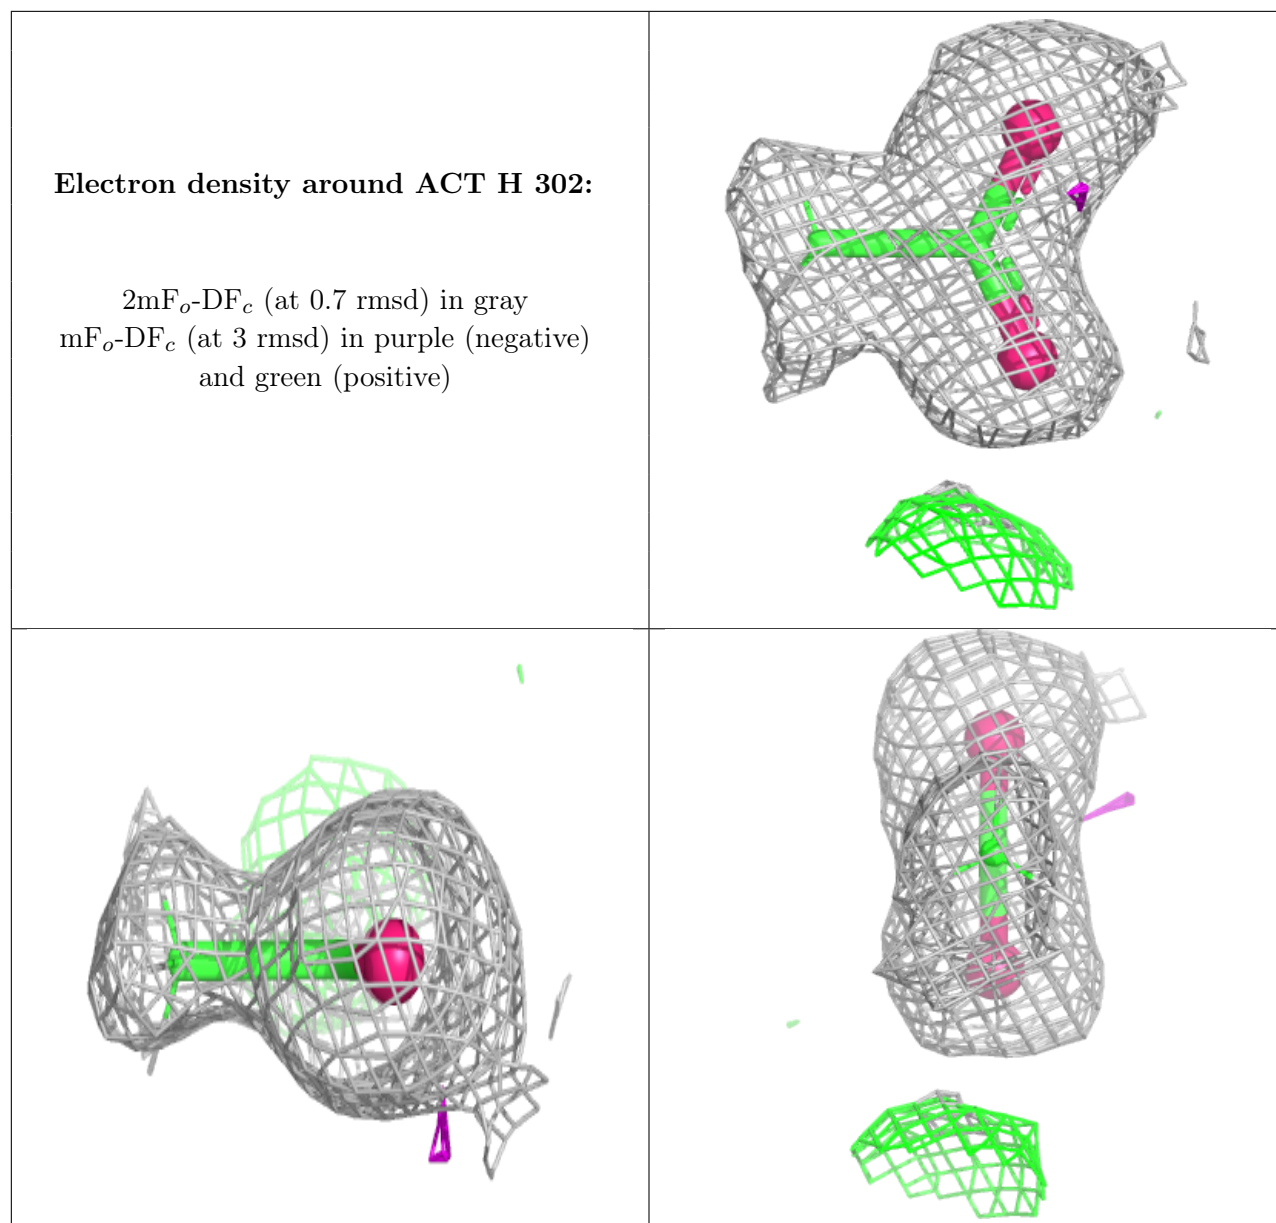 Electron density around ACT H 302:
2mFₒ-DF𝒸 (at 0.7 rmsd) in gray
mFₒ-DF𝒸 (at 3 rmsd) in purple (negative)
and green (positive)